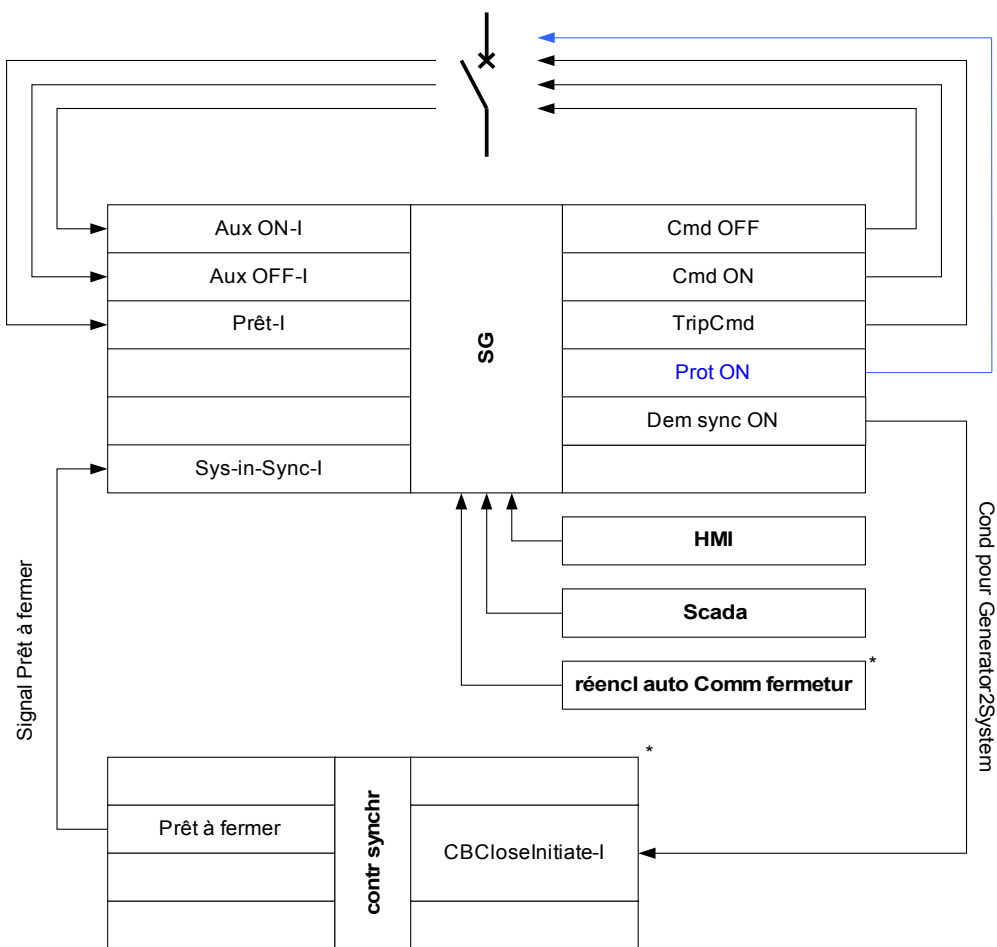 Aux ON-I
Cmd OFF
Aux OFF-I
Cmd ON
Prêt-I
TripCmd
SG
Prot ON
Dem sync ON
Sys-in-Sync-I
HMI
Scada
réencl auto Comm fermetur
*
Cond pour Generator2System
Signal Prêt à fermer
*
Prêt à fermer
contr synchr
CBCloseInitiate-I